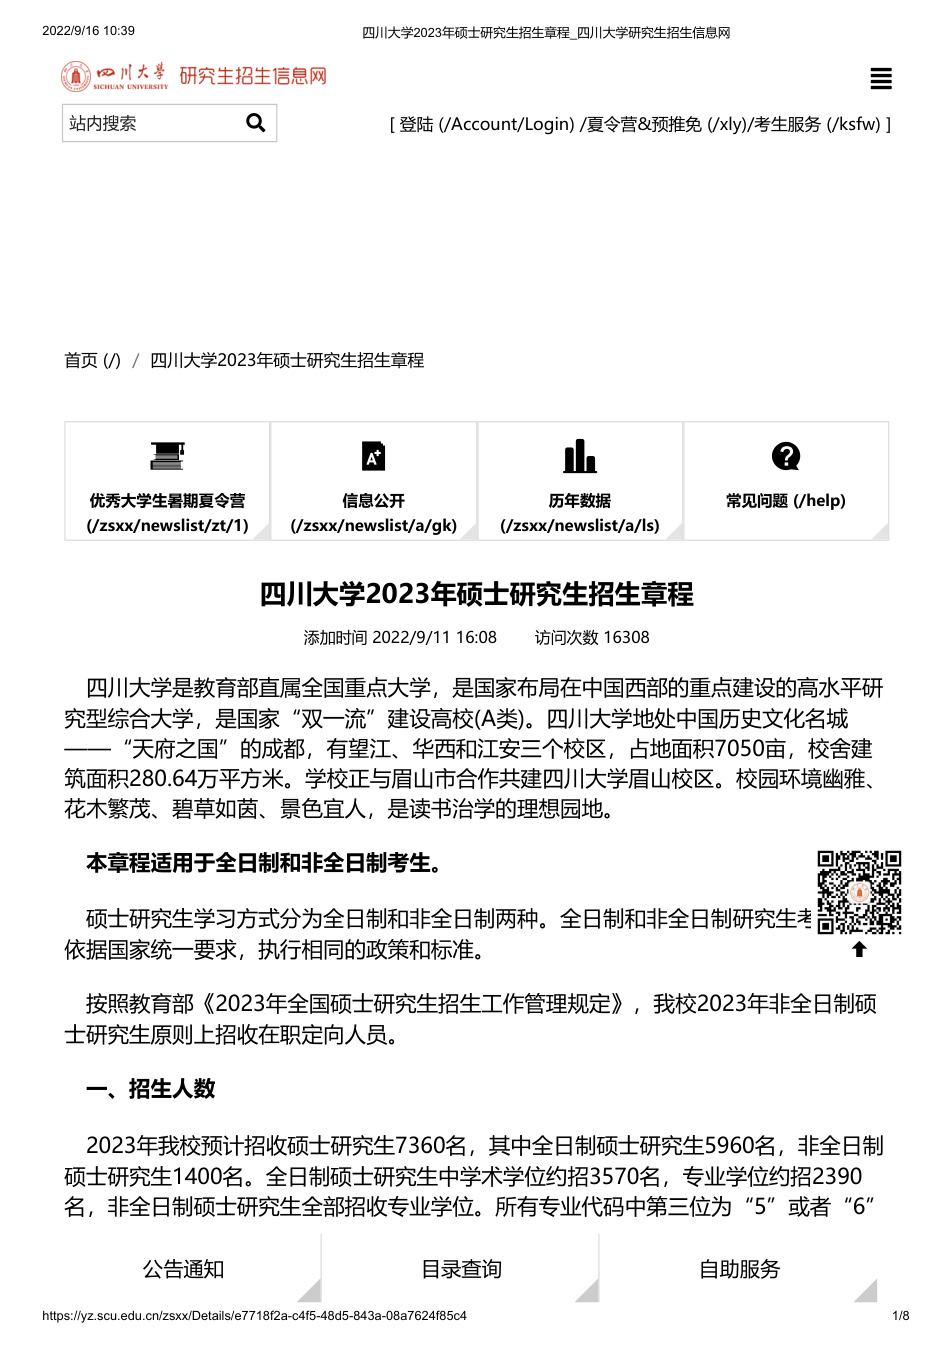 2022/9/16 10:39
四川大学2023年硕士研究生招生章程_四川大学研究生招生信息网
四川大学 研究生招生信息网
SICHUAN UNIVERSITY
站内搜索
[ 登陆 (/Account/Login) /夏令营&预推免 (/xly)/考生服务 (/ksfw) ]
首页 (/) / 四川大学2023年硕士研究生招生章程
优秀大学生暑期夏令营
(/zsxx/newslist/zt/1)
信息公开
(/zsxx/newslist/a/gk)
历年数据
(/zsxx/newslist/a/ls)
常见问题 (/help)
四川大学2023年硕士研究生招生章程
添加时间 2022/9/11 16:08 访问次数 16308
四川大学是教育部直属全国重点大学，是国家布局在中国西部的重点建设的高水平研
究型综合大学，是国家“双一流”建设高校(A类)。四川大学地处中国历史文化名城
——“天府之国”的成都，有望江、华西和江安三个校区，占地面积7050亩，校舍建
筑面积280.64万平方米。学校正与眉山市合作共建四川大学眉山校区。校园环境幽雅、
花木繁茂、碧草如茵、景色宜人，是读书治学的理想园地。
本章程适用于全日制和非全日制考生。
硕士研究生学习方式分为全日制和非全日制两种。全日制和非全日制研究生考
依据国家统一要求，执行相同的政策和标准。
按照教育部《2023年全国硕士研究生招生工作管理规定》，我校2023年非全日制硕
士研究生原则上招收在职定向人员。
一、招生人数
2023年我校预计招收硕士研究生7360名，其中全日制硕士研究生5960名，非全日制
硕士研究生1400名。全日制硕士研究生中学术学位约招3570名，专业学位约招2390
名，非全日制硕士研究生全部招收专业学位。所有专业代码中第三位为“5”或者“6”
公告通知
目录查询
自助服务
https://yz.scu.edu.cn/zsxx/Details/e7718f2a-c4f5-48d5-843a-08a7624f85c4
1/8